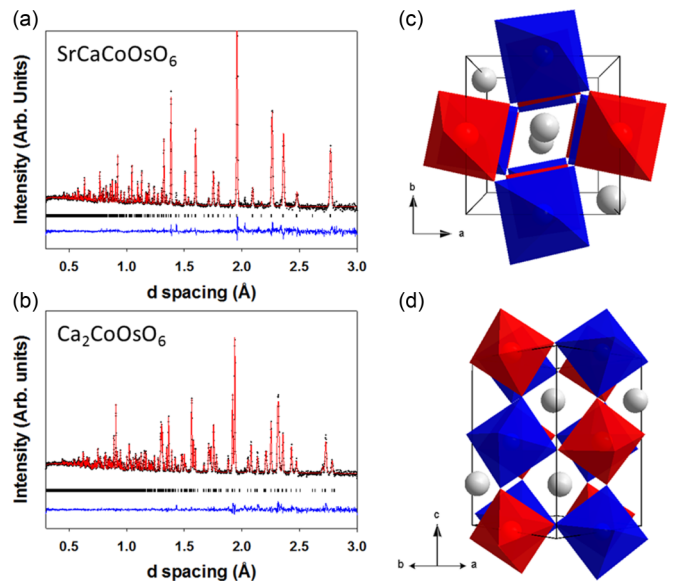 (a)
SrCaCoOsO6
Intensity (Arb. Units)
0.5 1.0 1.5 2.0 2.5 3.0
d spacing (Å)
(b)
Ca2CoOsO6
Intensity (Arb. units)
0.5 1.0 1.5 2.0 2.5 3.0
d spacing (Å)
(c)
b
a
(d)
c
b a